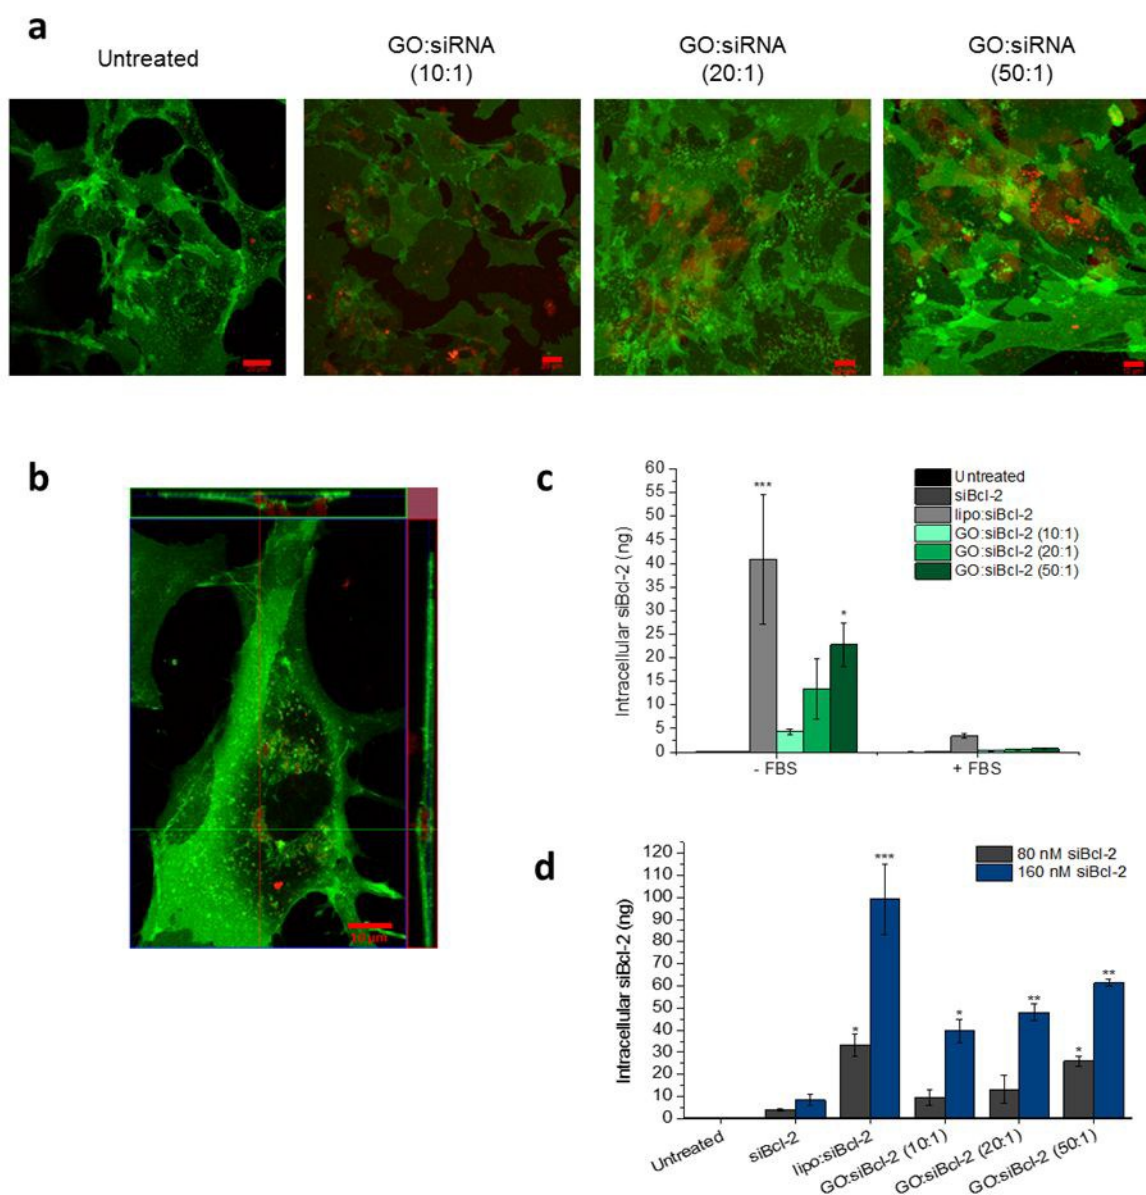 a
Untreated
GO:siRNA
(10:1)
GO:siRNA
(20:1)
GO:siRNA
(50:1)
b
10 µm
c
Intracellular siBcl-2 (ng)
60
55
50
45
40
35
30
25
20
15
10
5
0
***
*
Untreated
siBcl-2
lipo:siBcl-2
GO:siBcl-2 (10:1)
GO:siBcl-2 (20:1)
GO:siBcl-2 (50:1)
- FBS
+ FBS
d
Intracellular siBcl-2 (ng)
120
110
100
90
80
70
60
50
40
30
20
10
0
80 nM siBcl-2
160 nM siBcl-2
*
***
*
**
*
**
Untreated
siBcl-2
lipo:siBcl-2
GO:siBcl-2 (10:1)
GO:siBcl-2 (20:1)
GO:siBcl-2 (50:1)